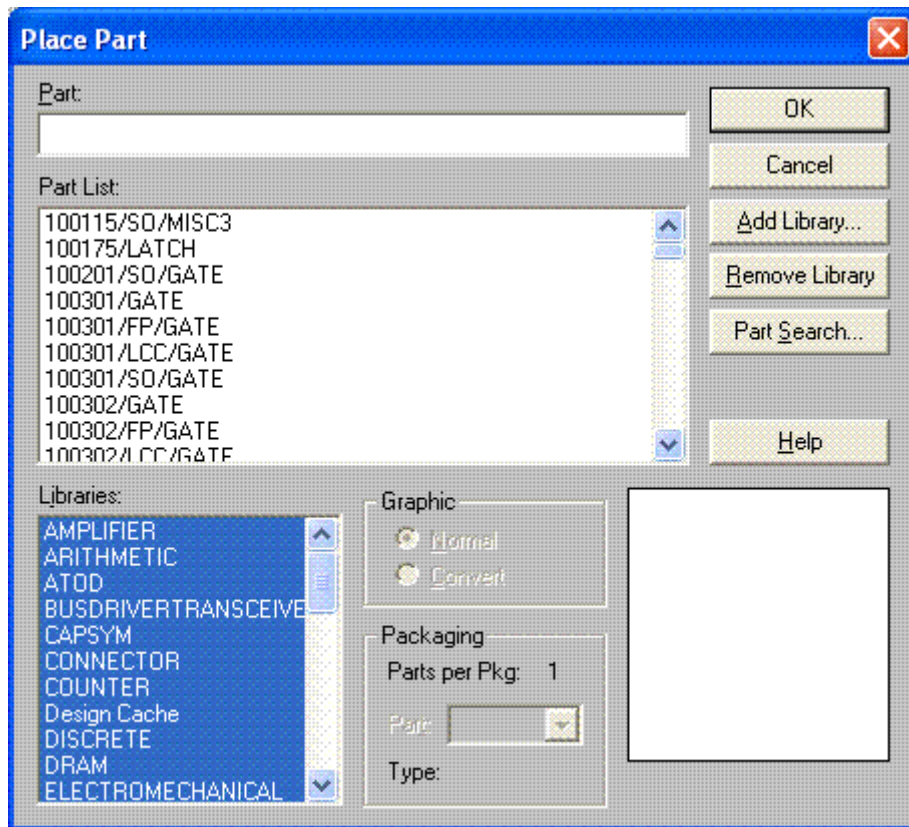 Place Part
Part:
OK
Cancel
Part List:
100115/SO/MISC3
100175/LATCH
100201/SO/GATE
100301/GATE
100301/FP/GATE
100301/LCC/GATE
100301/SO/GATE
100302/GATE
100302/FP/GATE
100302/LCC/GATE
Add Library...
Remove Library
Part Search...
Help
Libraries:
AMPLIFIER
ARITHMETIC
ATOD
BUSDRIVERTRANSCEIVE
CAPSYM
CONNECTOR
COUNTER
Design Cache
DISCRETE
DRAM
ELECTROMECHANICAL
Graphic
Normal
Convert
Packaging
Parts per Pkg: 1
Part:
Type: